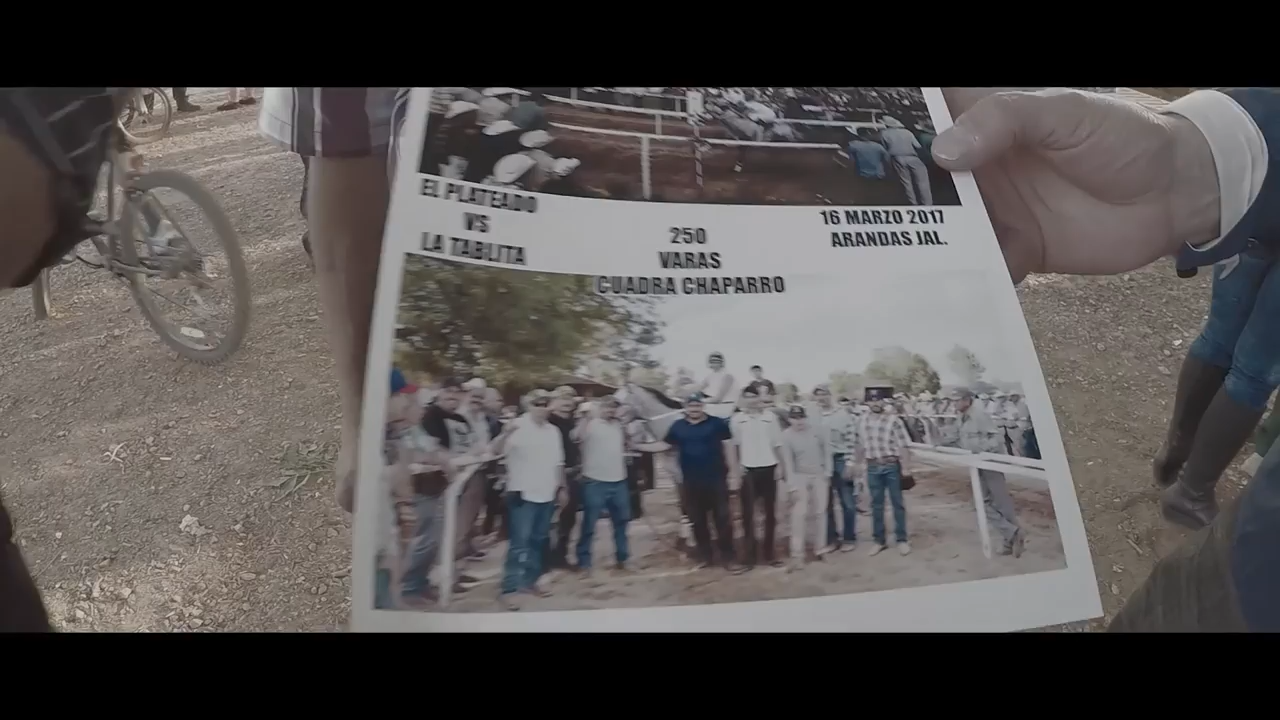 EL PLATEADO
VS
LA TABLITA
250
VARAS
CUADRA CHAPARRO
16 MARZO 2017
ARANDAS JAL.